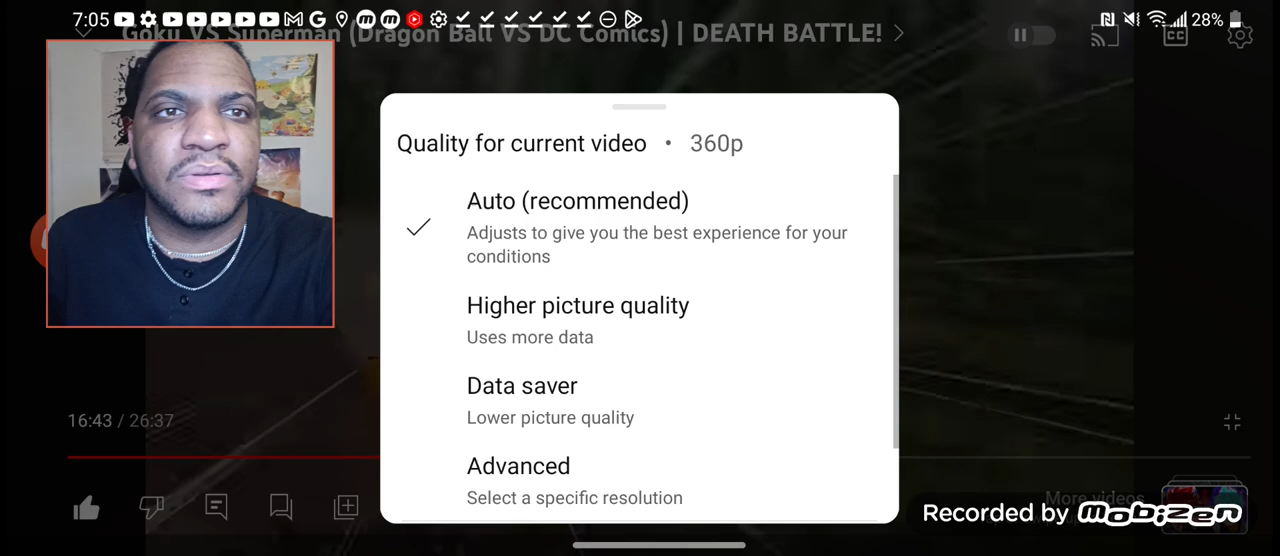 7:05
28%
Goku VS Superman (Dragon Ball VS DC Comics) | DEATH BATTLE!
CC
Quality for current video • 360p
Auto (recommended)
Adjusts to give you the best experience for your
conditions
Higher picture quality
Uses more data
Data saver
Lower picture quality
16:43 / 26:37
Advanced
Select a specific resolution
More videos
Recorded by mobizen